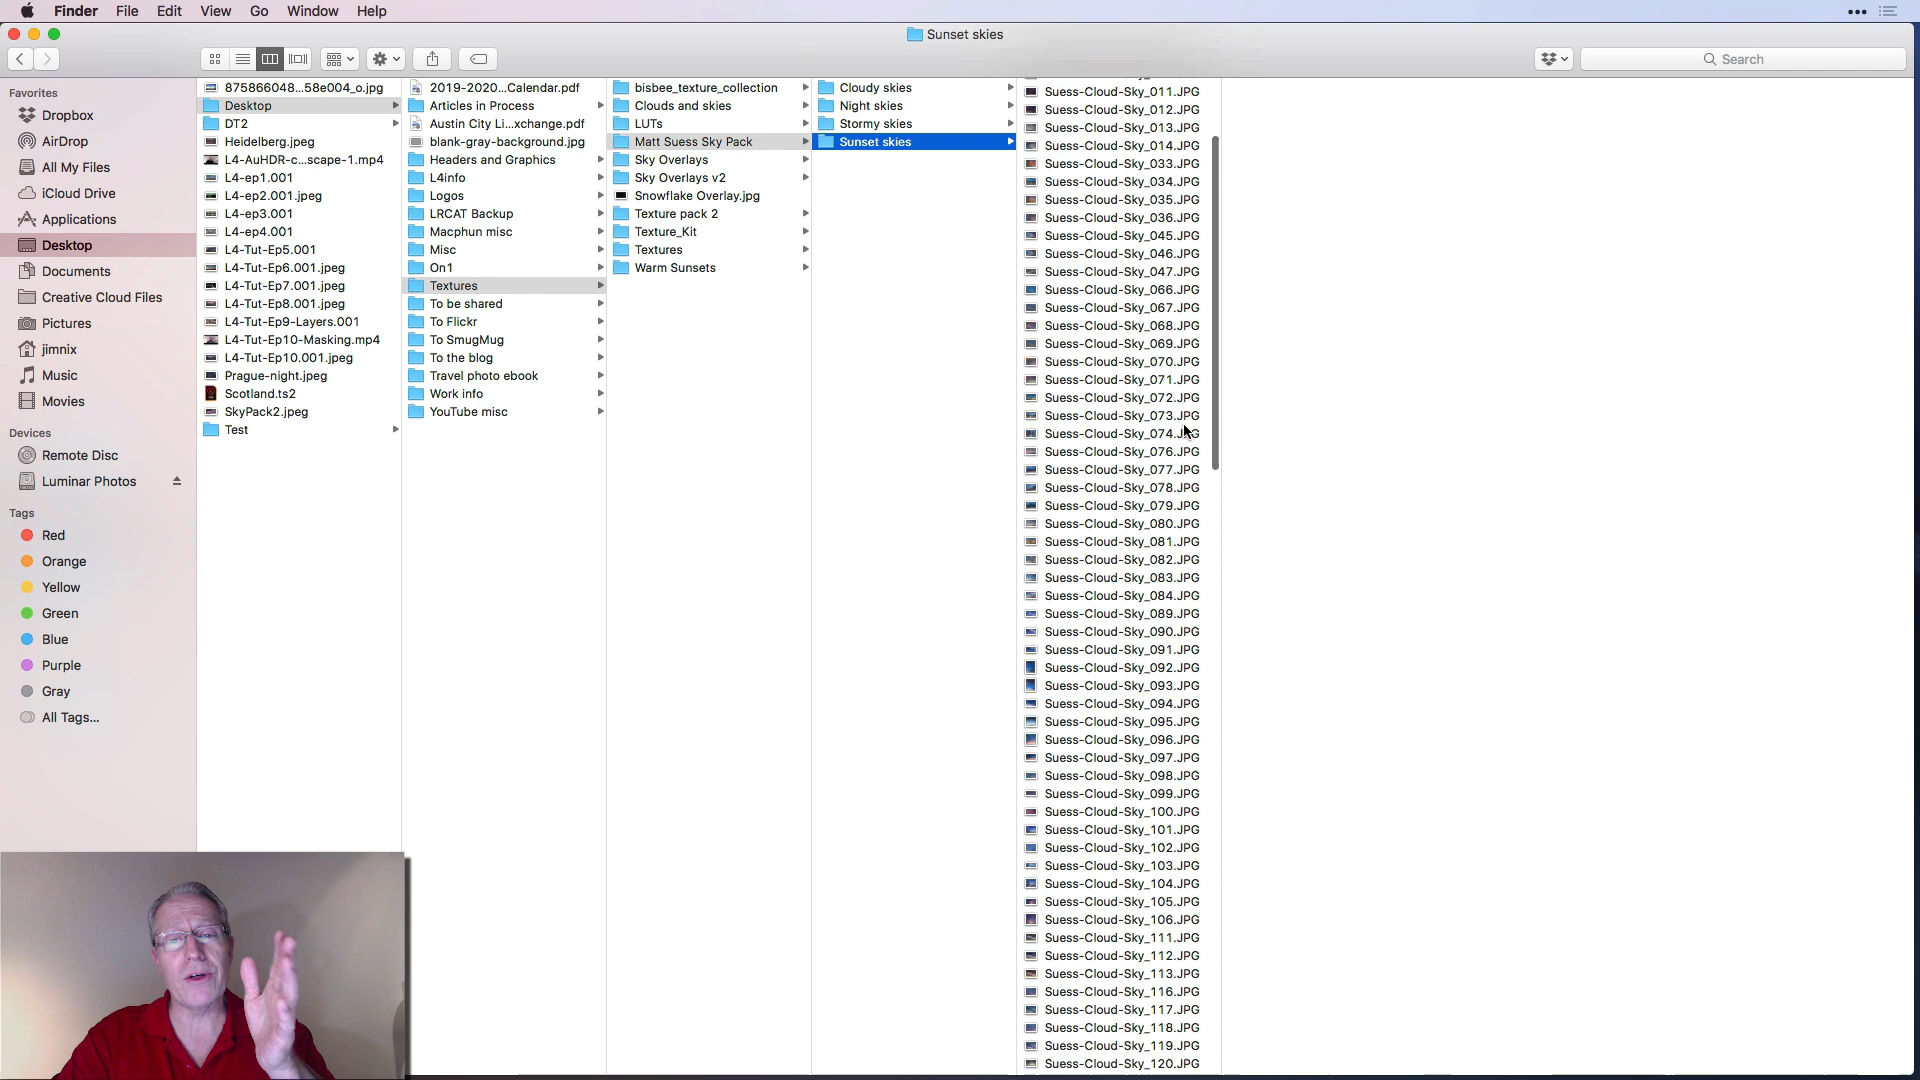 Finder File Edit View Go Window Help
Sunset skies
Search
Favorites
Dropbox
AirDrop
All My Files
iCloud Drive
Applications
Desktop
Documents
Creative Cloud Files
Pictures
jimnix
Music
Movies
Devices
Remote Disc
Luminar Photos
Tags
Red
Orange
Yellow
Green
Blue
Purple
Gray
All Tags...
875866048...58e004_o.jpg
Desktop
DT2
Heidelberg.jpeg
L4-AuHDR-c...scape-1.mp4
L4-ep1.001
L4-ep2.001.jpeg
L4-ep3.001
L4-ep4.001
L4-Tut-Ep5.001
L4-Tut-Ep6.001.jpeg
L4-Tut-Ep7.001.jpeg
L4-Tut-Ep8.001.jpeg
L4-Tut-Ep9-Layers.001
L4-Tut-Ep10-Masking.mp4
L4-Tut-Ep10.001.jpeg
Prague-night.jpeg
Scotland.ts2
SkyPack2.jpeg
Test
2019-2020...Calendar.pdf
Articles in Process
Austin City Li...xchange.pdf
blank-gray-background.jpg
Headers and Graphics
L4info
Logos
LRCAT Backup
Macphun misc
Misc
On1
Textures
To be shared
To Flickr
To SmugMug
To the blog
Travel photo ebook
Work info
YouTube misc
bisbee_texture_collection
Clouds and skies
LUTs
Matt Suess Sky Pack
Sky Overlays
Sky Overlays v2
Snowflake Overlay.jpg
Texture pack 2
Texture_Kit
Textures
Warm Sunsets
Cloudy skies
Night skies
Stormy skies
Sunset skies
Suess-Cloud-Sky_011.JPG
Suess-Cloud-Sky_012.JPG
Suess-Cloud-Sky_013.JPG
Suess-Cloud-Sky_014.JPG
Suess-Cloud-Sky_033.JPG
Suess-Cloud-Sky_034.JPG
Suess-Cloud-Sky_035.JPG
Suess-Cloud-Sky_036.JPG
Suess-Cloud-Sky_045.JPG
Suess-Cloud-Sky_046.JPG
Suess-Cloud-Sky_047.JPG
Suess-Cloud-Sky_066.JPG
Suess-Cloud-Sky_067.JPG
Suess-Cloud-Sky_068.JPG
Suess-Cloud-Sky_069.JPG
Suess-Cloud-Sky_070.JPG
Suess-Cloud-Sky_071.JPG
Suess-Cloud-Sky_072.JPG
Suess-Cloud-Sky_073.JPG
Suess-Cloud-Sky_074.JPG
Suess-Cloud-Sky_076.JPG
Suess-Cloud-Sky_077.JPG
Suess-Cloud-Sky_078.JPG
Suess-Cloud-Sky_079.JPG
Suess-Cloud-Sky_080.JPG
Suess-Cloud-Sky_081.JPG
Suess-Cloud-Sky_082.JPG
Suess-Cloud-Sky_083.JPG
Suess-Cloud-Sky_084.JPG
Suess-Cloud-Sky_089.JPG
Suess-Cloud-Sky_090.JPG
Suess-Cloud-Sky_091.JPG
Suess-Cloud-Sky_092.JPG
Suess-Cloud-Sky_093.JPG
Suess-Cloud-Sky_094.JPG
Suess-Cloud-Sky_095.JPG
Suess-Cloud-Sky_096.JPG
Suess-Cloud-Sky_097.JPG
Suess-Cloud-Sky_098.JPG
Suess-Cloud-Sky_099.JPG
Suess-Cloud-Sky_100.JPG
Suess-Cloud-Sky_101.JPG
Suess-Cloud-Sky_102.JPG
Suess-Cloud-Sky_103.JPG
Suess-Cloud-Sky_104.JPG
Suess-Cloud-Sky_105.JPG
Suess-Cloud-Sky_106.JPG
Suess-Cloud-Sky_111.JPG
Suess-Cloud-Sky_112.JPG
Suess-Cloud-Sky_113.JPG
Suess-Cloud-Sky_116.JPG
Suess-Cloud-Sky_117.JPG
Suess-Cloud-Sky_118.JPG
Suess-Cloud-Sky_119.JPG
Suess-Cloud-Sky_120.JPG